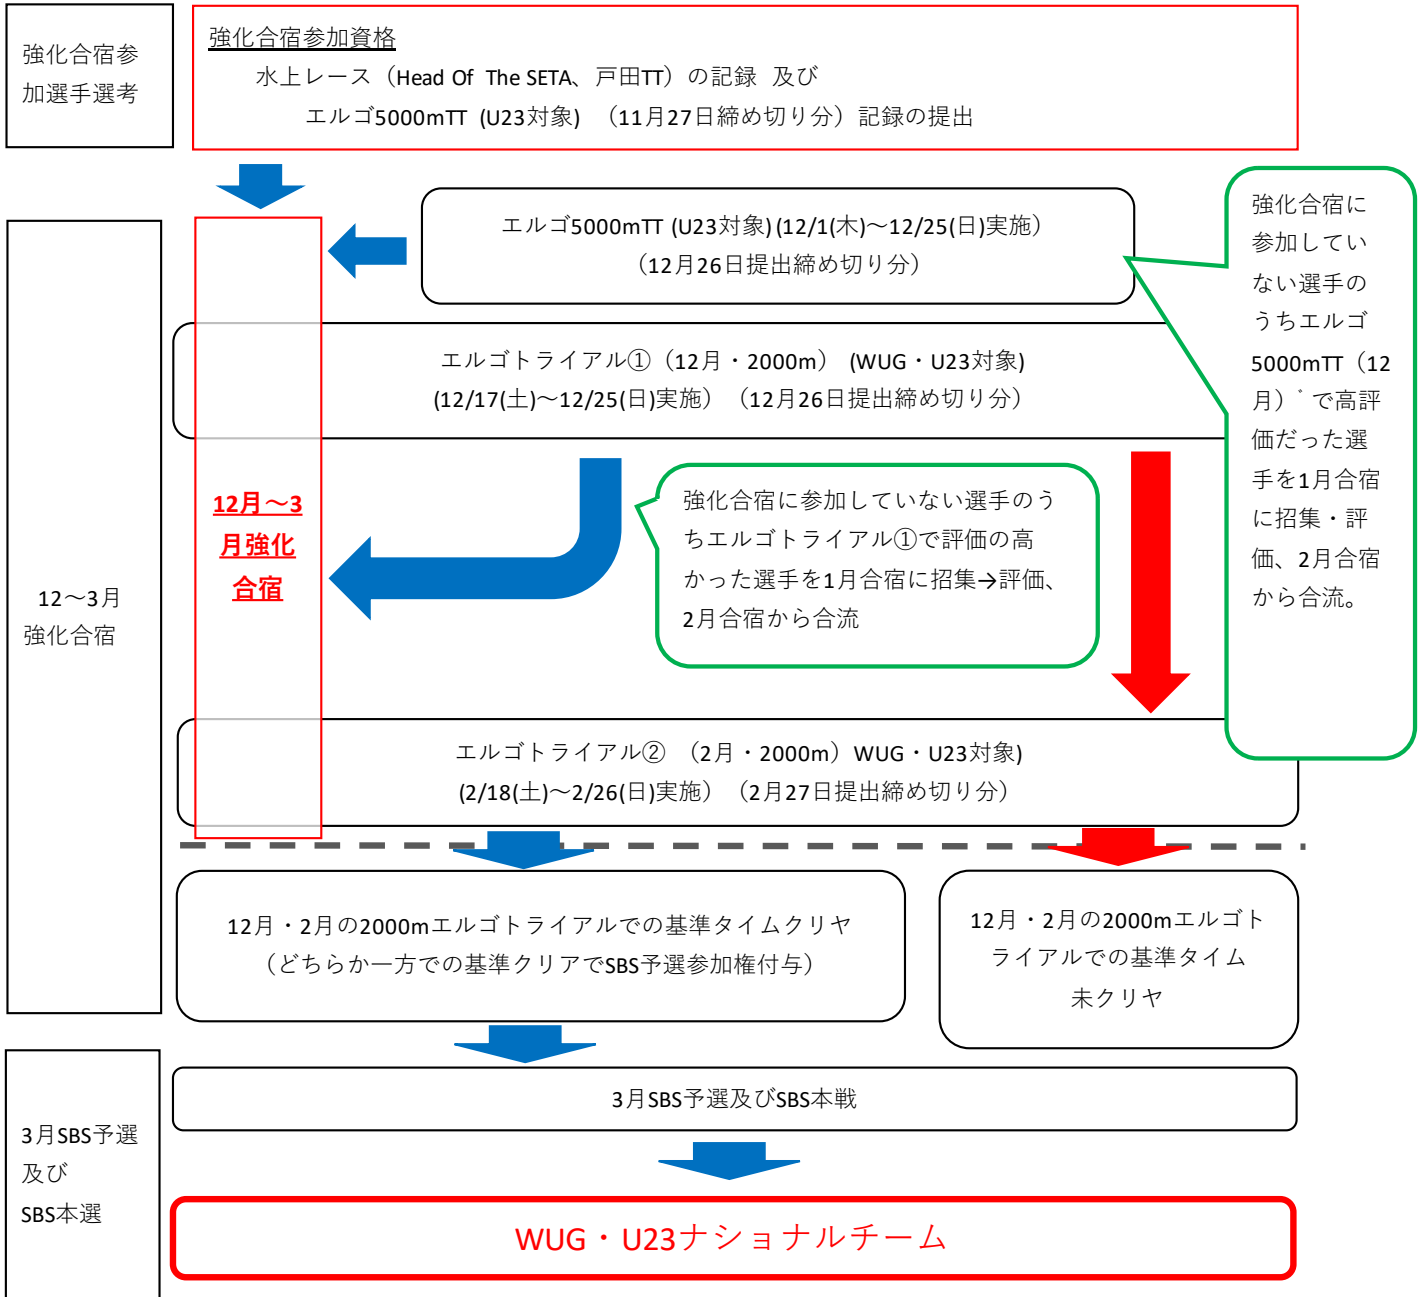 強化合宿参
加選手選考
強化合宿参加資格
水上レース（Head Of The SETA、戸田TT）の記録 及び
エルゴ5000mTT (U23対象) （11月27日締め切り分）記録の提出
エルゴ5000mTT (U23対象) (12/1(木)～12/25(日)実施）
（12月26日提出締め切り分）
強化合宿に
参加してい
ない選手の
うちエルゴ
5000mTT（12
月）゛で高評
価だった選
手を1月合宿
に招集・評
価、2月合宿
から合流。
エルゴトライアル①（12月・2000m） (WUG・U23対象)
(12/17(土)～12/25(日)実施）（12月26日提出締め切り分）
12～3月
強化合宿
12月～3
月強化
合宿
強化合宿に参加していない選手のう
ちエルゴトライアル①で評価の高
かった選手を1月合宿に招集→評価、
2月合宿から合流
エルゴトライアル② （2月・2000m）WUG・U23対象)
(2/18(土)～2/26(日)実施）（2月27日提出締め切り分）
12月・2月の2000mエルゴトライアルでの基準タイムクリヤ
（どちらか一方での基準クリアでSBS予選参加権付与）
12月・2月の2000mエルゴト
ライアルでの基準タイム
未クリヤ
3月SBS予選
及び
SBS本選
3月SBS予選及びSBS本戦
WUG・U23ナショナルチーム